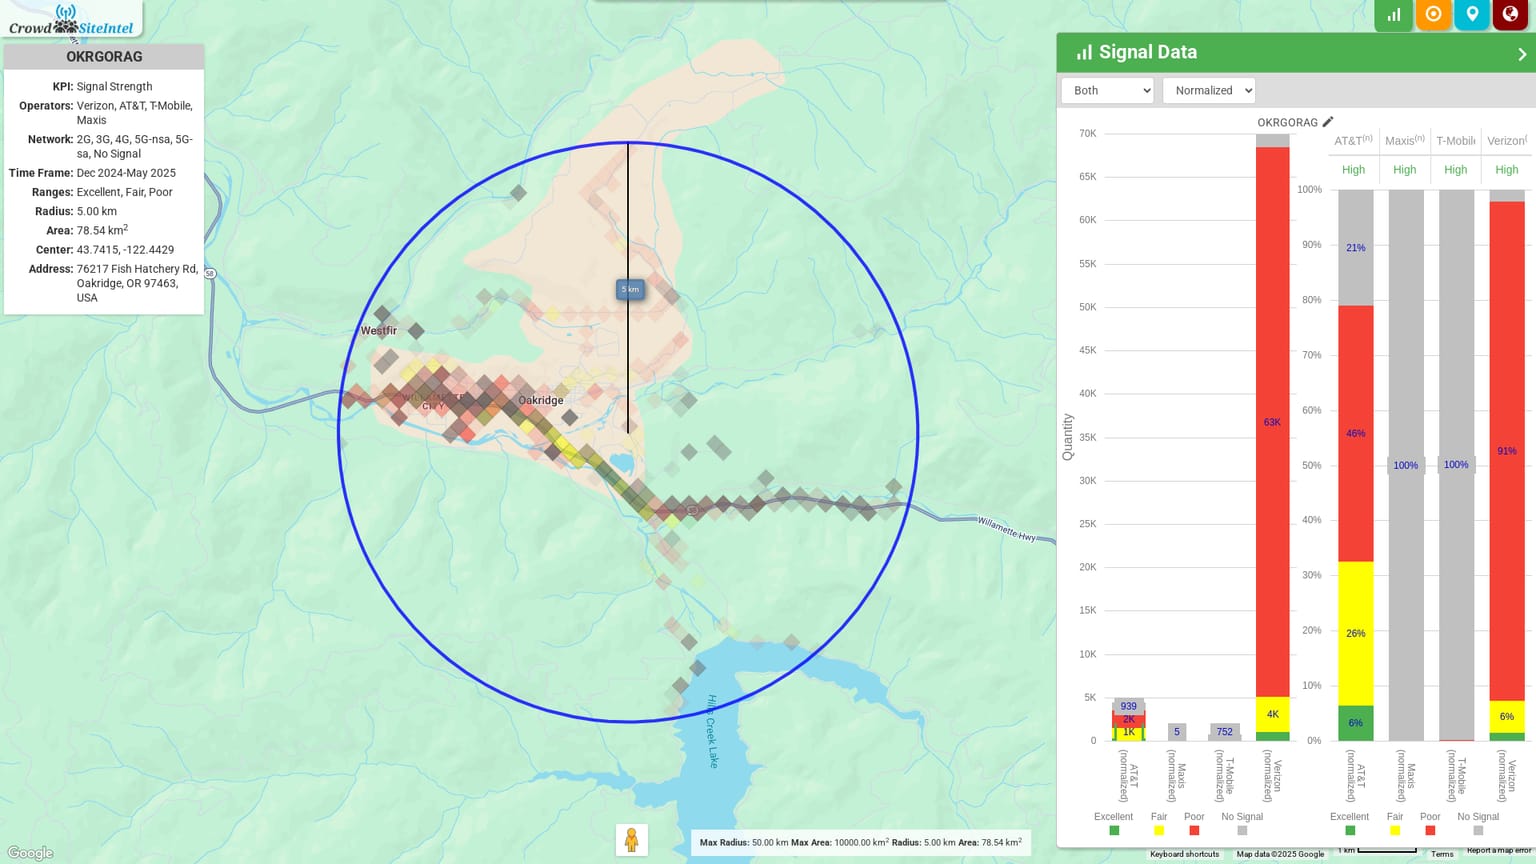 Crowd SiteIntel
OKRGORAG
KPI: Signal Strength
Operators: Verizon, AT&T, T-Mobile,
Maxis
Network: 2G, 3G, 4G, 5G-nsa, 5G-
sa, No Signal
Time Frame: Dec 2024-May 2025
Ranges: Excellent, Fair, Poor
Radius: 5.00 km
Area: 78.54 km2
Center: 43.7415, -122.4429
Address: 76217 Fish Hatchery Rd,
Oakridge, OR 97463,
USA
58
5 km
Westfir
WILLAMETTE
CITY
Oakridge
58
Willamette Hwy
Hills Creek Lake
Google
Max Radius: 50.00 km Max Area: 10000.00 km2 Radius: 5.00 km Area: 78.54 km2
Signal Data
Both
Normalized
OKRGORAG
70K
65K
60K
55K
50K
45K
40K
35K
30K
25K
20K
15K
10K
5K
0
Quantity
939
2K
1K
5
752
63K
4K
AT&T
(normalized)
Maxis
(normalized)
T-Mobile
(normalized)
Verizon
(normalized)
Excellent
Fair
Poor
No Signal
AT&T(n)
Maxis(n)
T-Mobile
Verizon(
High
High
High
High
100%
90%
80%
70%
60%
50%
40%
30%
20%
10%
0%
21%
46%
26%
6%
100%
100%
91%
6%
AT&T
(normalized)
Maxis
(normalized)
T-Mobile
(normalized)
Verizon
(normalized)
Excellent
Fair
Poor
No Signal
Keyboard shortcuts
Map data ©2025 Google
1 km
Terms
Report a map error